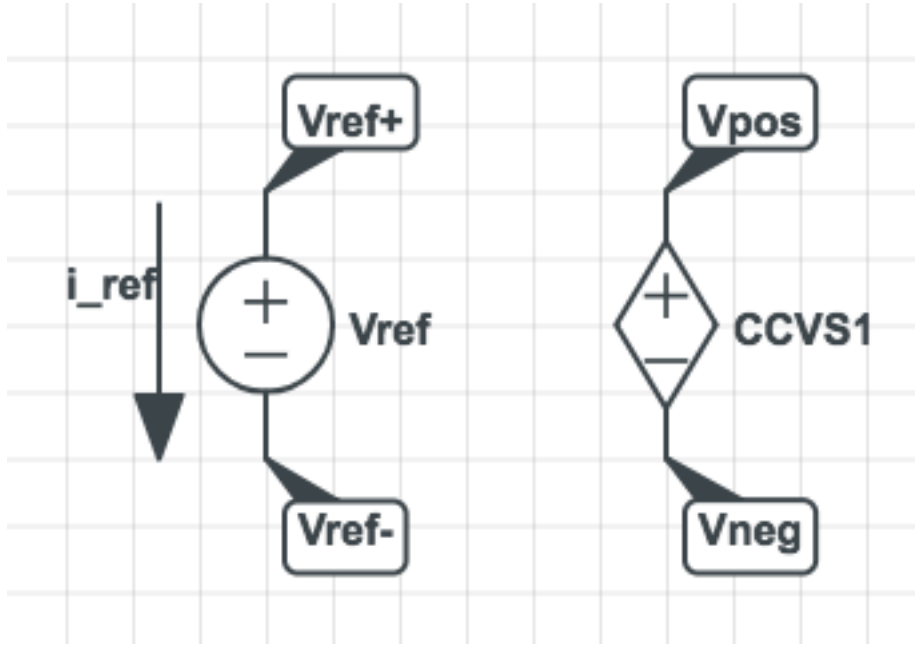 Vref+
Vpos
i_ref
Vref
CCVS1
Vref-
Vneg